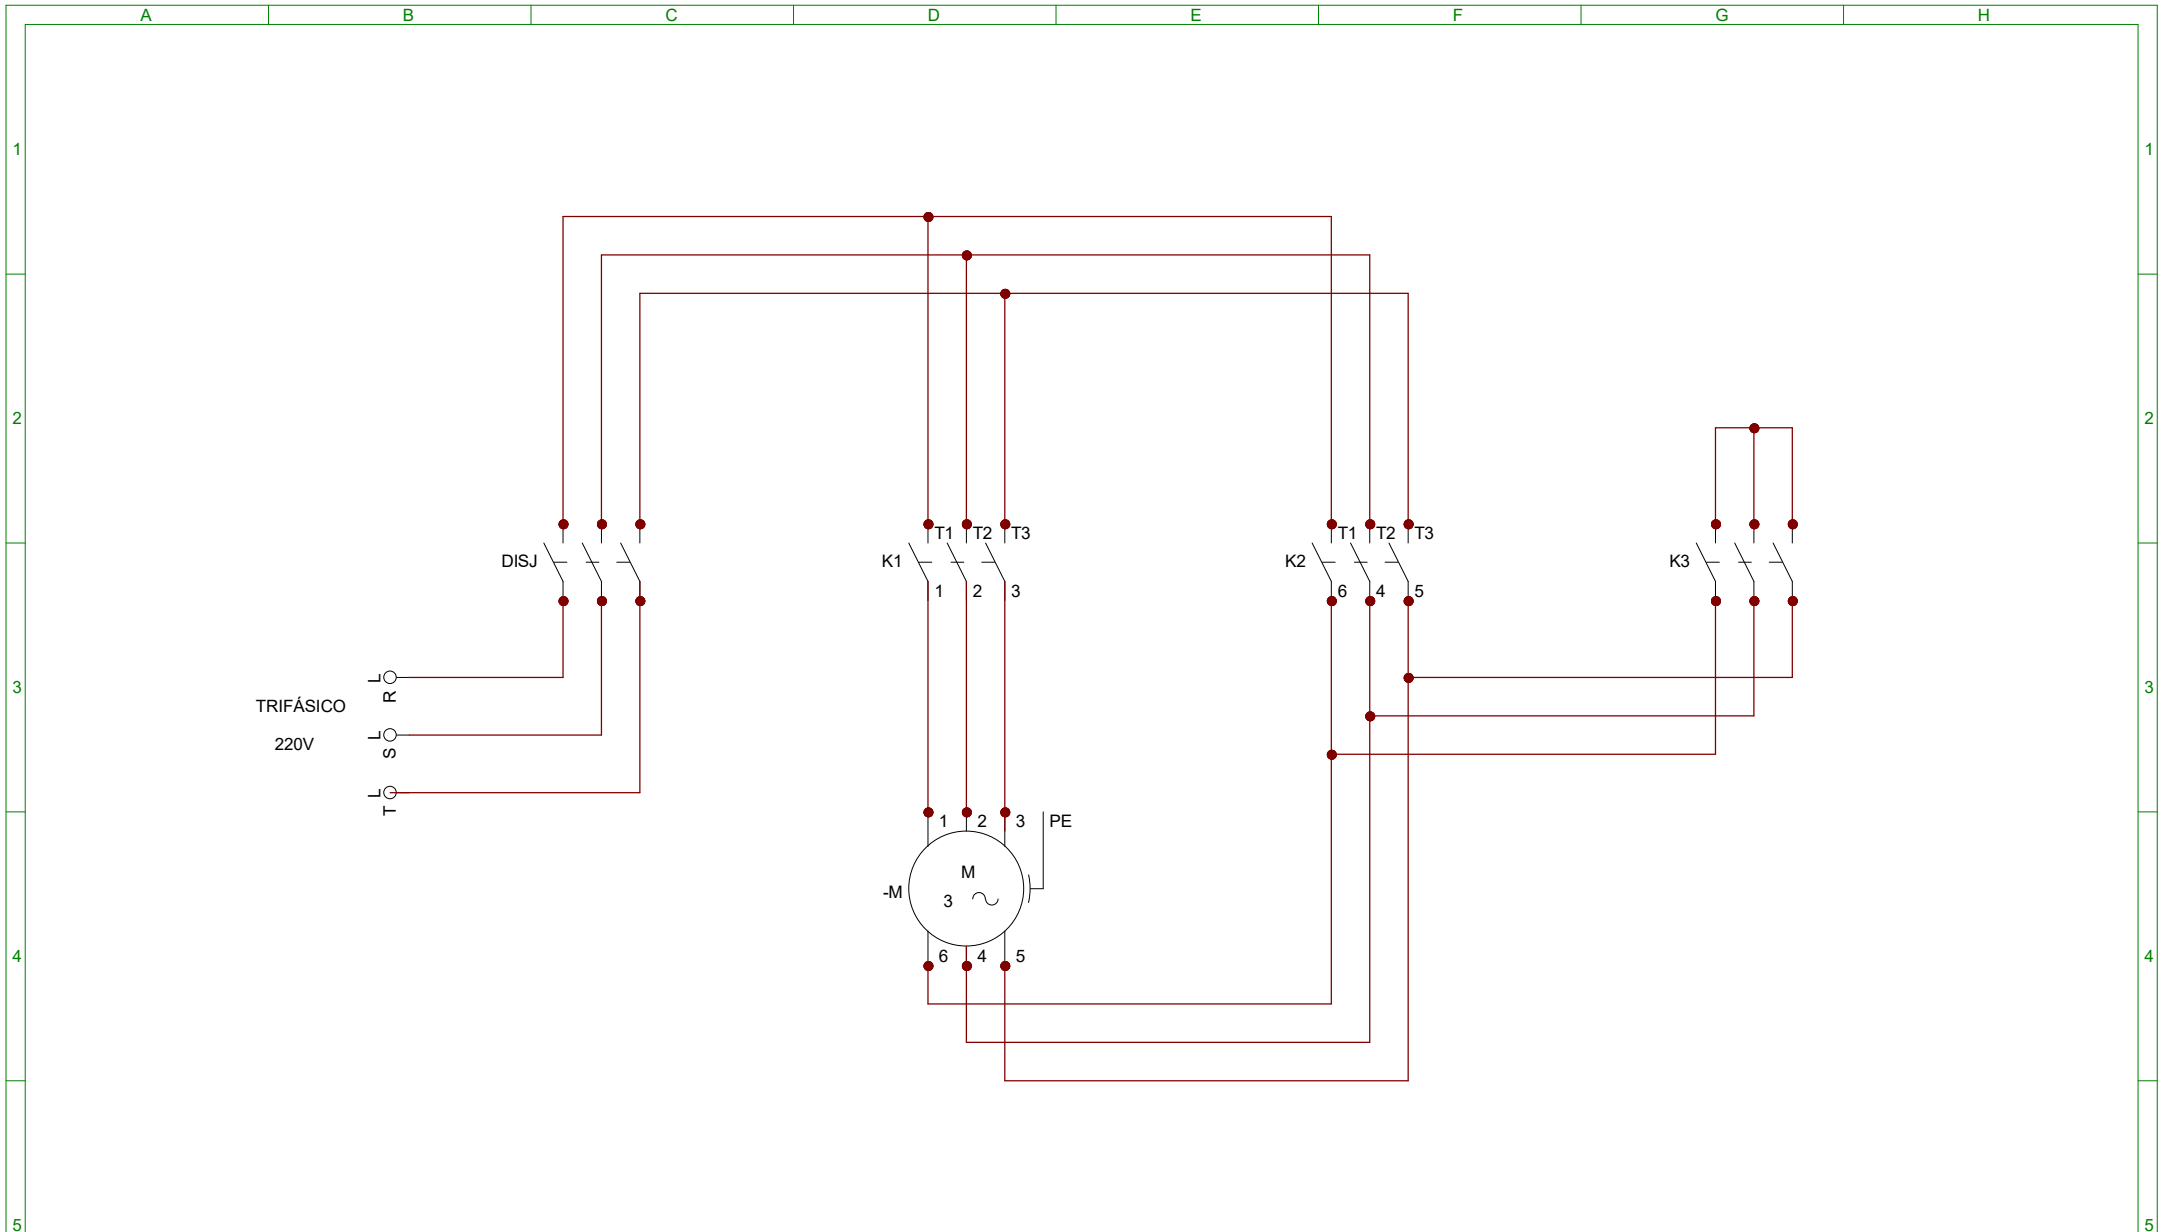 A B C D E F G H
1 1
2 2
T1 T2 T3 T1 T2 T3
DISJ K1 K2 K3
1 2 3 6 4 5
L R
3 3
TRIFÁSICO
L S
220V
L T
1 2 3 PE
M
-M
3
6 4 5
4 4
5 5